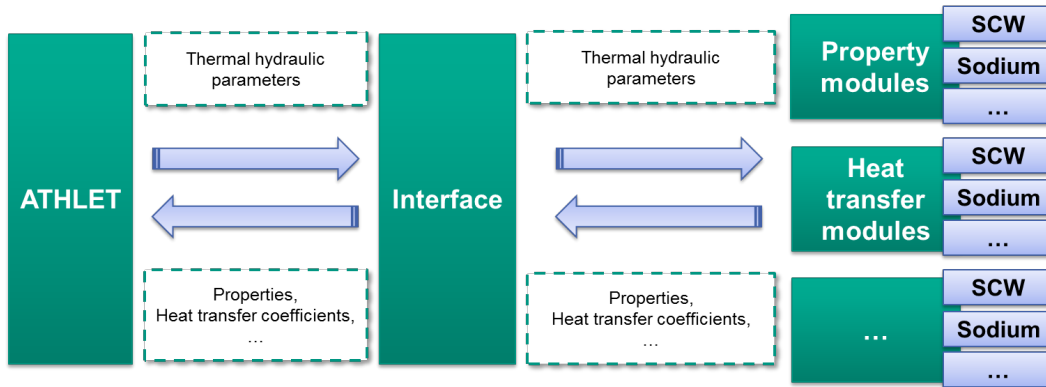 ATHLET
Thermal hydraulic
parameters
Properties,
Heat transfer coefficients,
…
Interface
Thermal hydraulic
parameters
Properties,
Heat transfer coefficients,
…
Property
modules
SCW
Sodium
…
Heat
transfer
modules
SCW
Sodium
…
…
SCW
Sodium
…